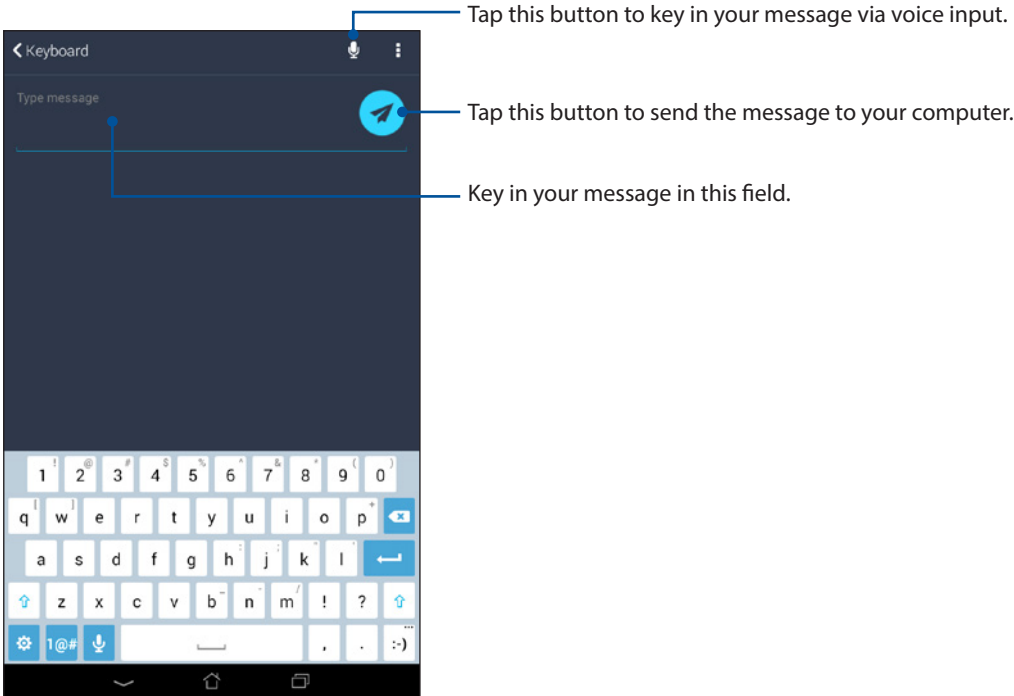 Tap this button to key in your message via voice input.
Keyboard
Type message
Tap this button to send the message to your computer.
Key in your message in this field.
! @ # $ % ^ & * ( )
1 2 3 4 5 6 7 8 9 0
[ ] +
q w e r t y u i o p
: ; " '
a s d f g h j k l
_ - /
z x c v b n m ! ?
1@# , . ... :-)